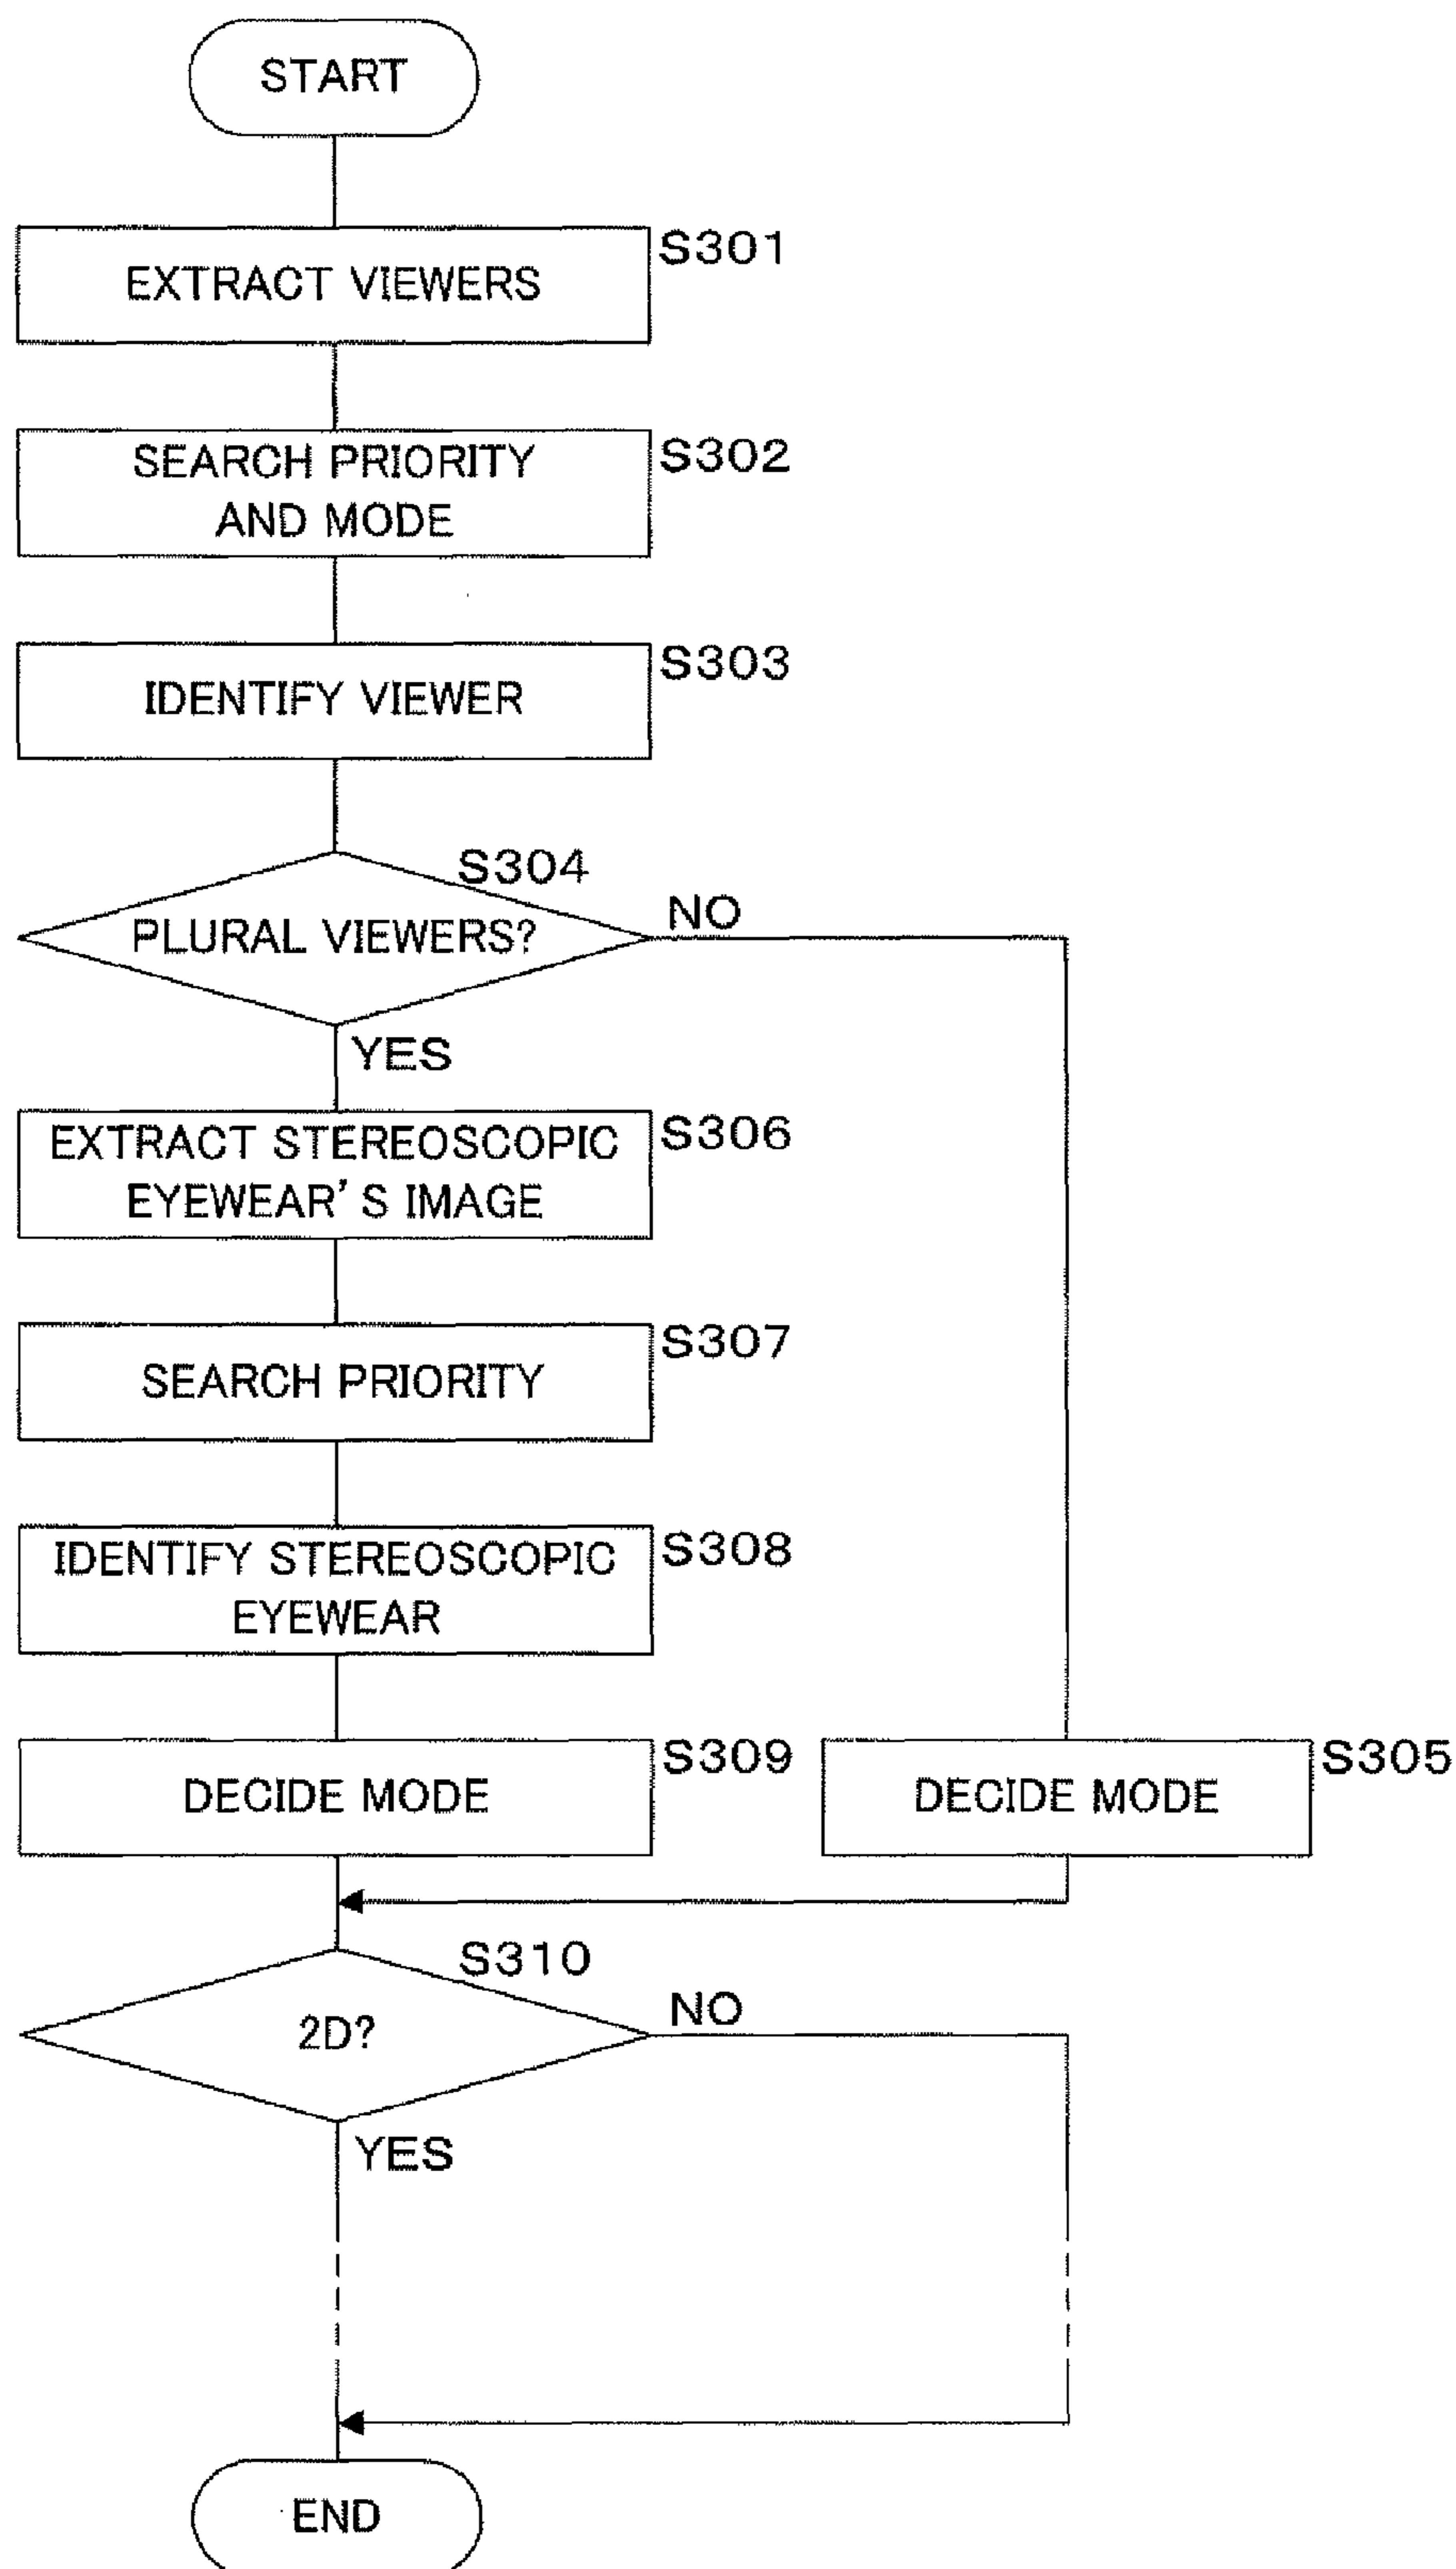 START
S301
EXTRACT VIEWERS
S302
SEARCH PRIORITY
AND MODE
S303
IDENTIFY VIEWER
S304
PLURAL VIEWERS?
NO
YES
S306
EXTRACT STEREOSCOPIC
EYEWEAR'S IMAGE
S307
SEARCH PRIORITY
S308
IDENTIFY STEREOSCOPIC
EYEWEAR
S309
DECIDE MODE
S305
DECIDE MODE
S310
2D?
NO
YES
END